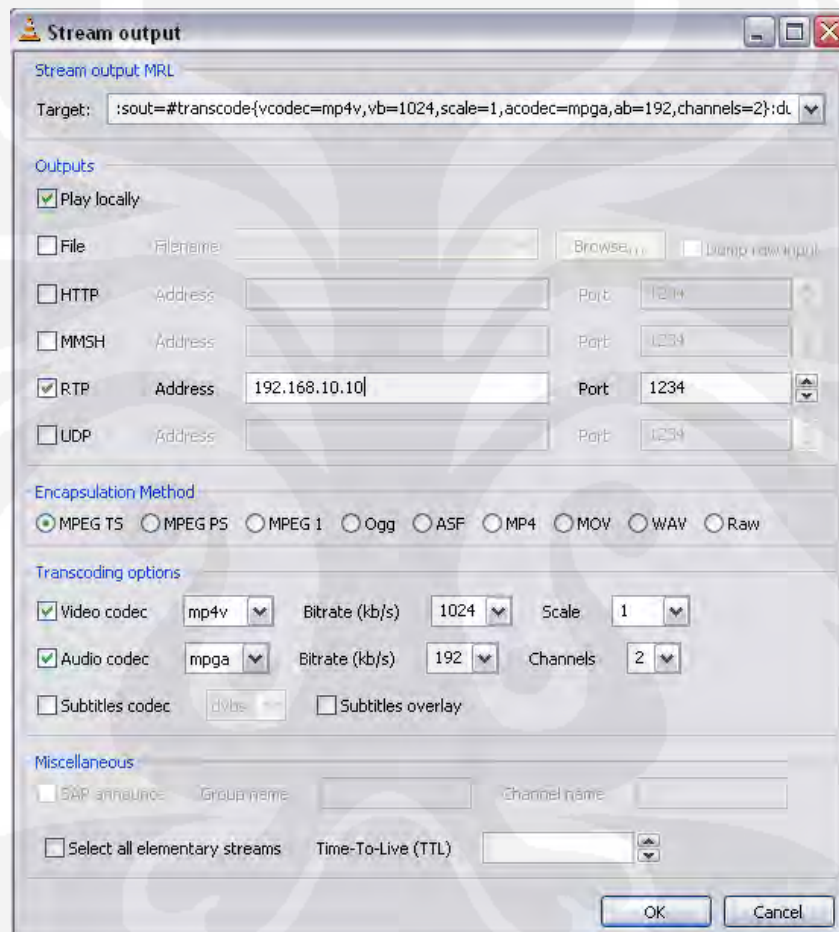 Stream output
Stream output MRL
Target: :sout=#transcode{vcodec=mp4v,vb=1024,scale=1,acodec=mpga,ab=192,channels=2}:du
Outputs
Play locally
File Filename Browse... Dump raw input
HTTP Address Port 1234
MMSH Address Port 1234
RTP Address 192.168.10.10 Port 1234
UDP Address Port 1234
Encapsulation Method
MPEG TS MPEG PS MPEG 1 Ogg ASF MP4 MOV WAV Raw
Transcoding options
Video codec mp4v Bitrate (kb/s) 1024 Scale 1
Audio codec mpga Bitrate (kb/s) 192 Channels 2
Subtitles codec dvbs Subtitles overlay
Miscellaneous
SAP announce Group name Channel name
Select all elementary streams Time-To-Live (TTL)
OK Cancel